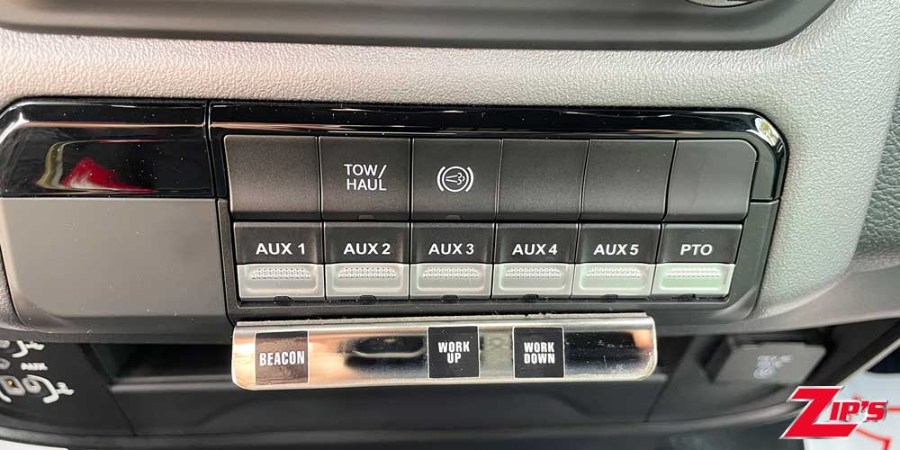 TOW/
HAUL
AUX 1 AUX 2 AUX 3 AUX 4 AUX 5 PTO
BEACON
WORK
UP
WORK
DOWN
AUX
ZIP'S